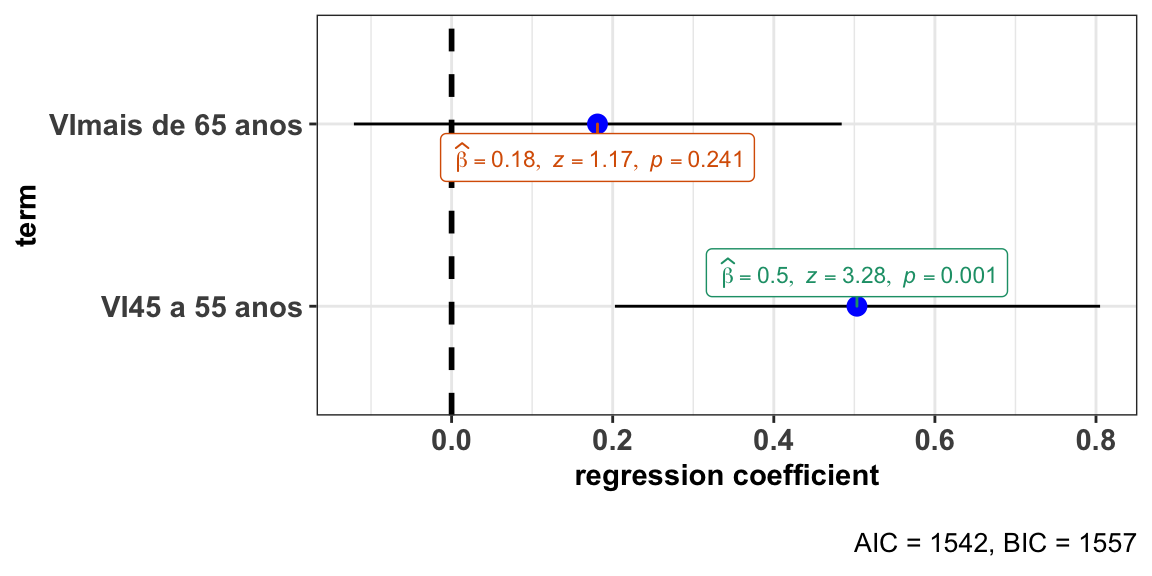 term
VImais de 65 anos
β̂ = 0.18, z = 1.17, p = 0.241
β̂ = 0.5, z = 3.28, p = 0.001
VI45 a 55 anos
0.0 0.2 0.4 0.6 0.8
regression coefficient
AIC = 1542, BIC = 1557